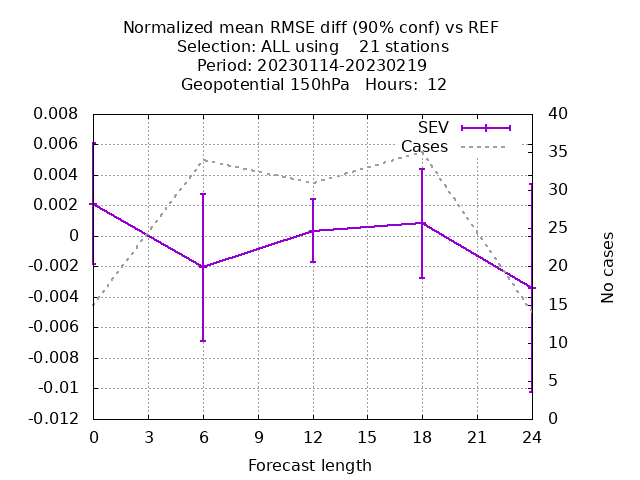 Normalized mean RMSE diff (90% conf) vs REF
Selection: ALL using    21 stations
Period: 20230114-20230219
Geopotential 150hPa   Hours:  12
0.008
0.006
0.004
0.002
0
-0.002
-0.004
-0.006
-0.008
-0.01
-0.012
SEV
Cases
40
35
30
25
20
15
10
5
0
No cases
0 3 6 9 12 15 18 21 24
Forecast length